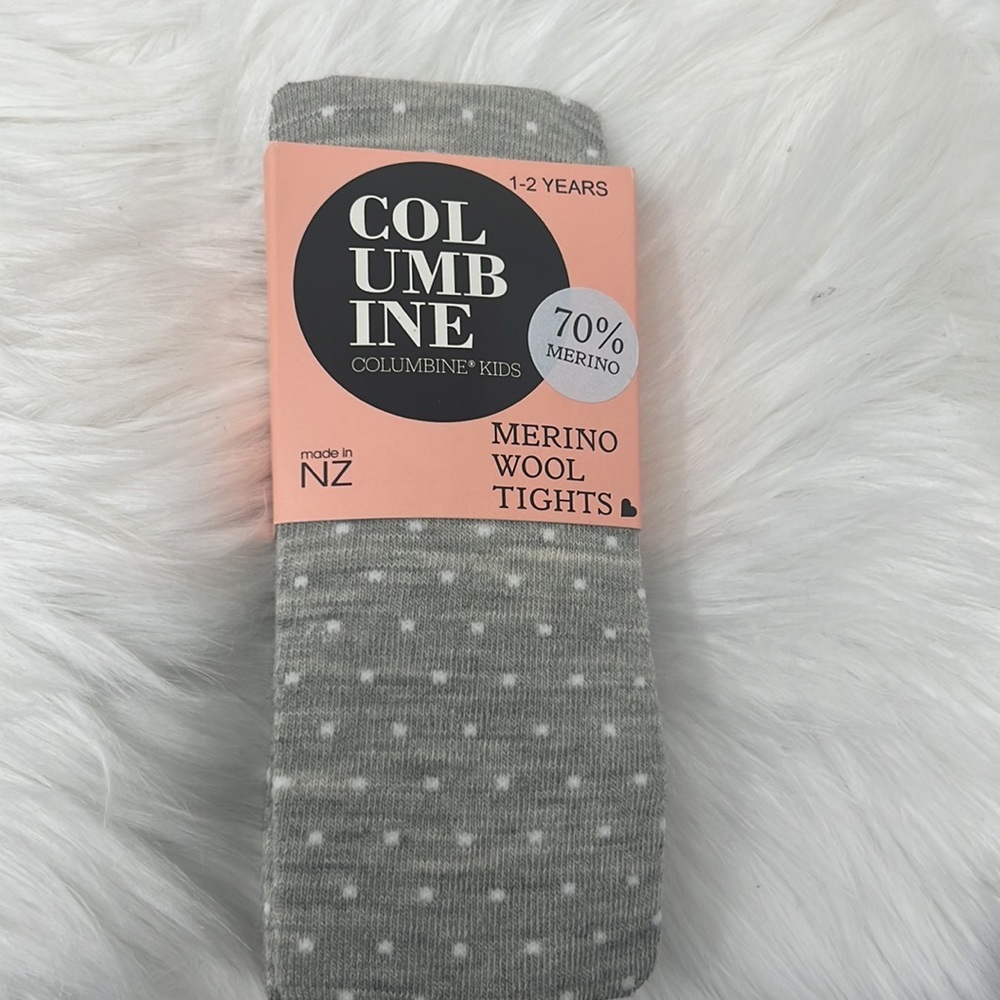 1-2 YEARS
COL
UMB
INE
COLUMBINE® KIDS
70%
MERINO
made in
NZ
MERINO
WOOL
TIGHTS